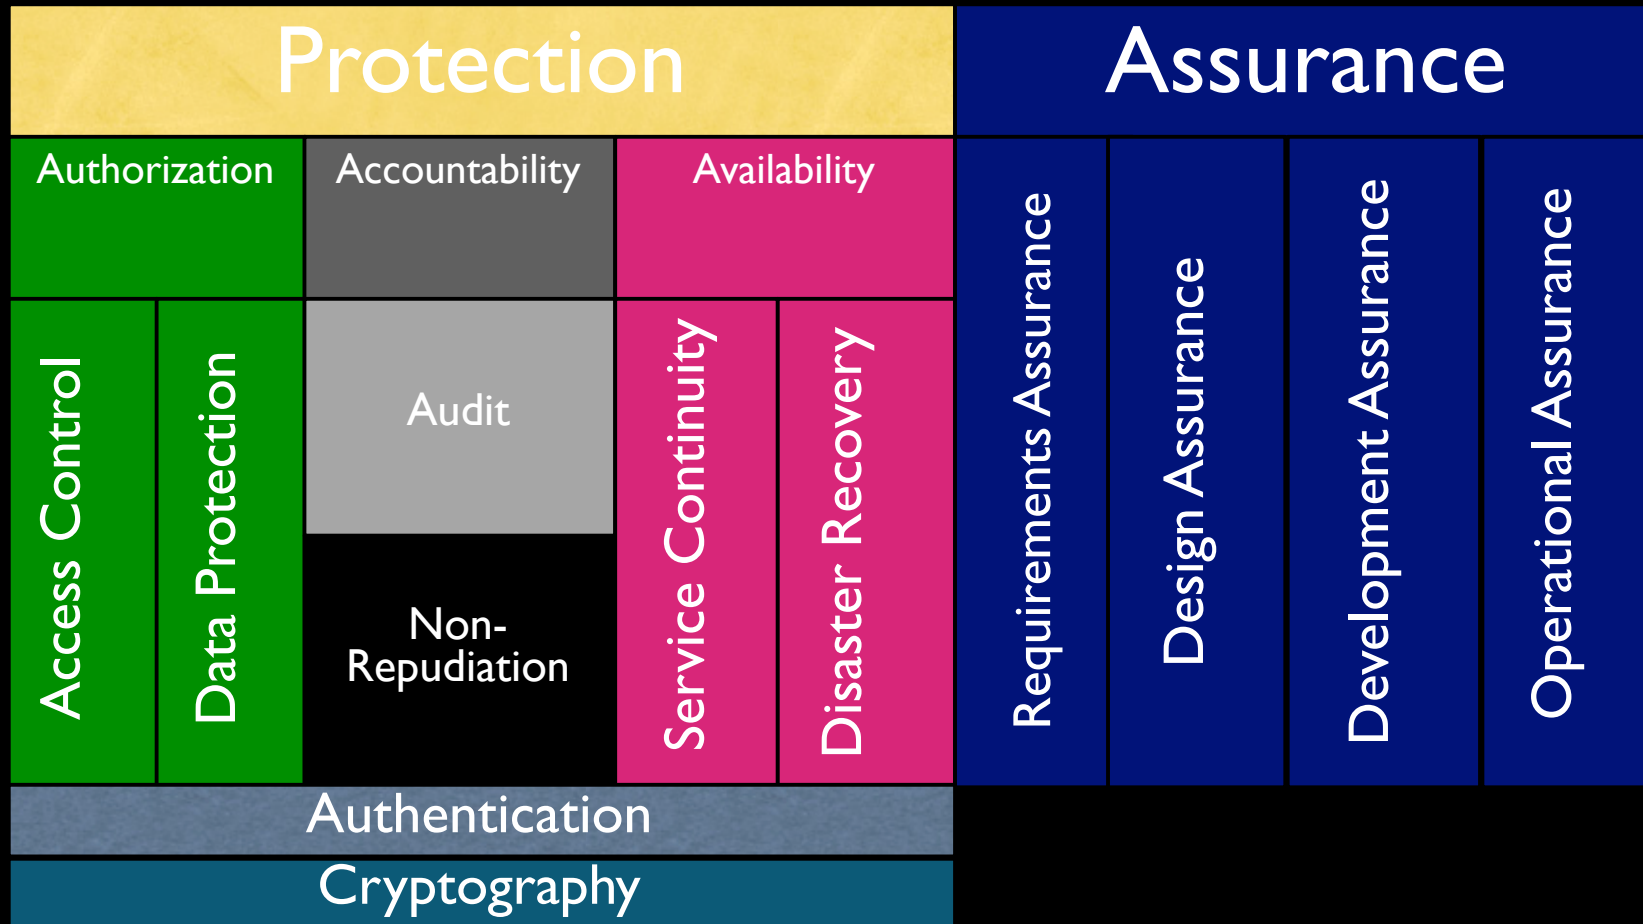 Protection
Assurance
Authorization
Accountability
Availability
Access Control
Data Protection
Audit
Non-
Repudiation
Service Continuity
Disaster Recovery
Requirements Assurance
Design Assurance
Development Assurance
Operational Assurance
Authentication
Cryptography